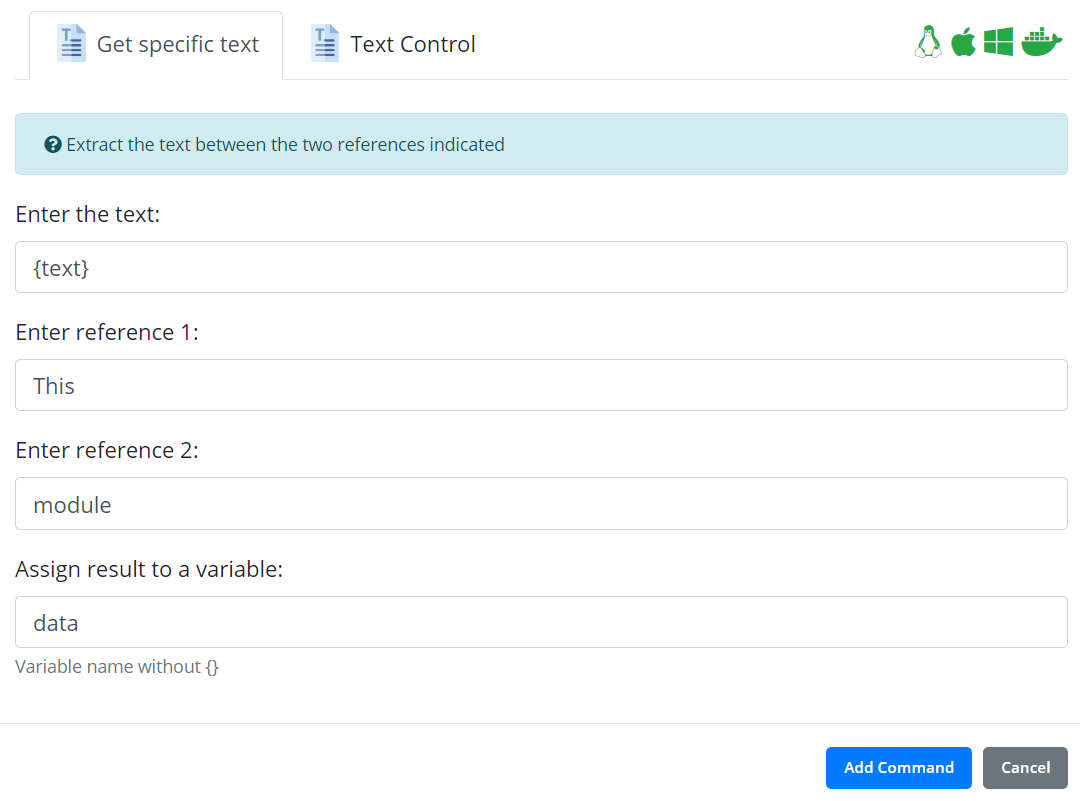 Get specific text
Text Control
Extract the text between the two references indicated
Enter the text:
{text}
Enter reference 1:
This
Enter reference 2:
module
Assign result to a variable:
data
Variable name without {}
Add Command
Cancel